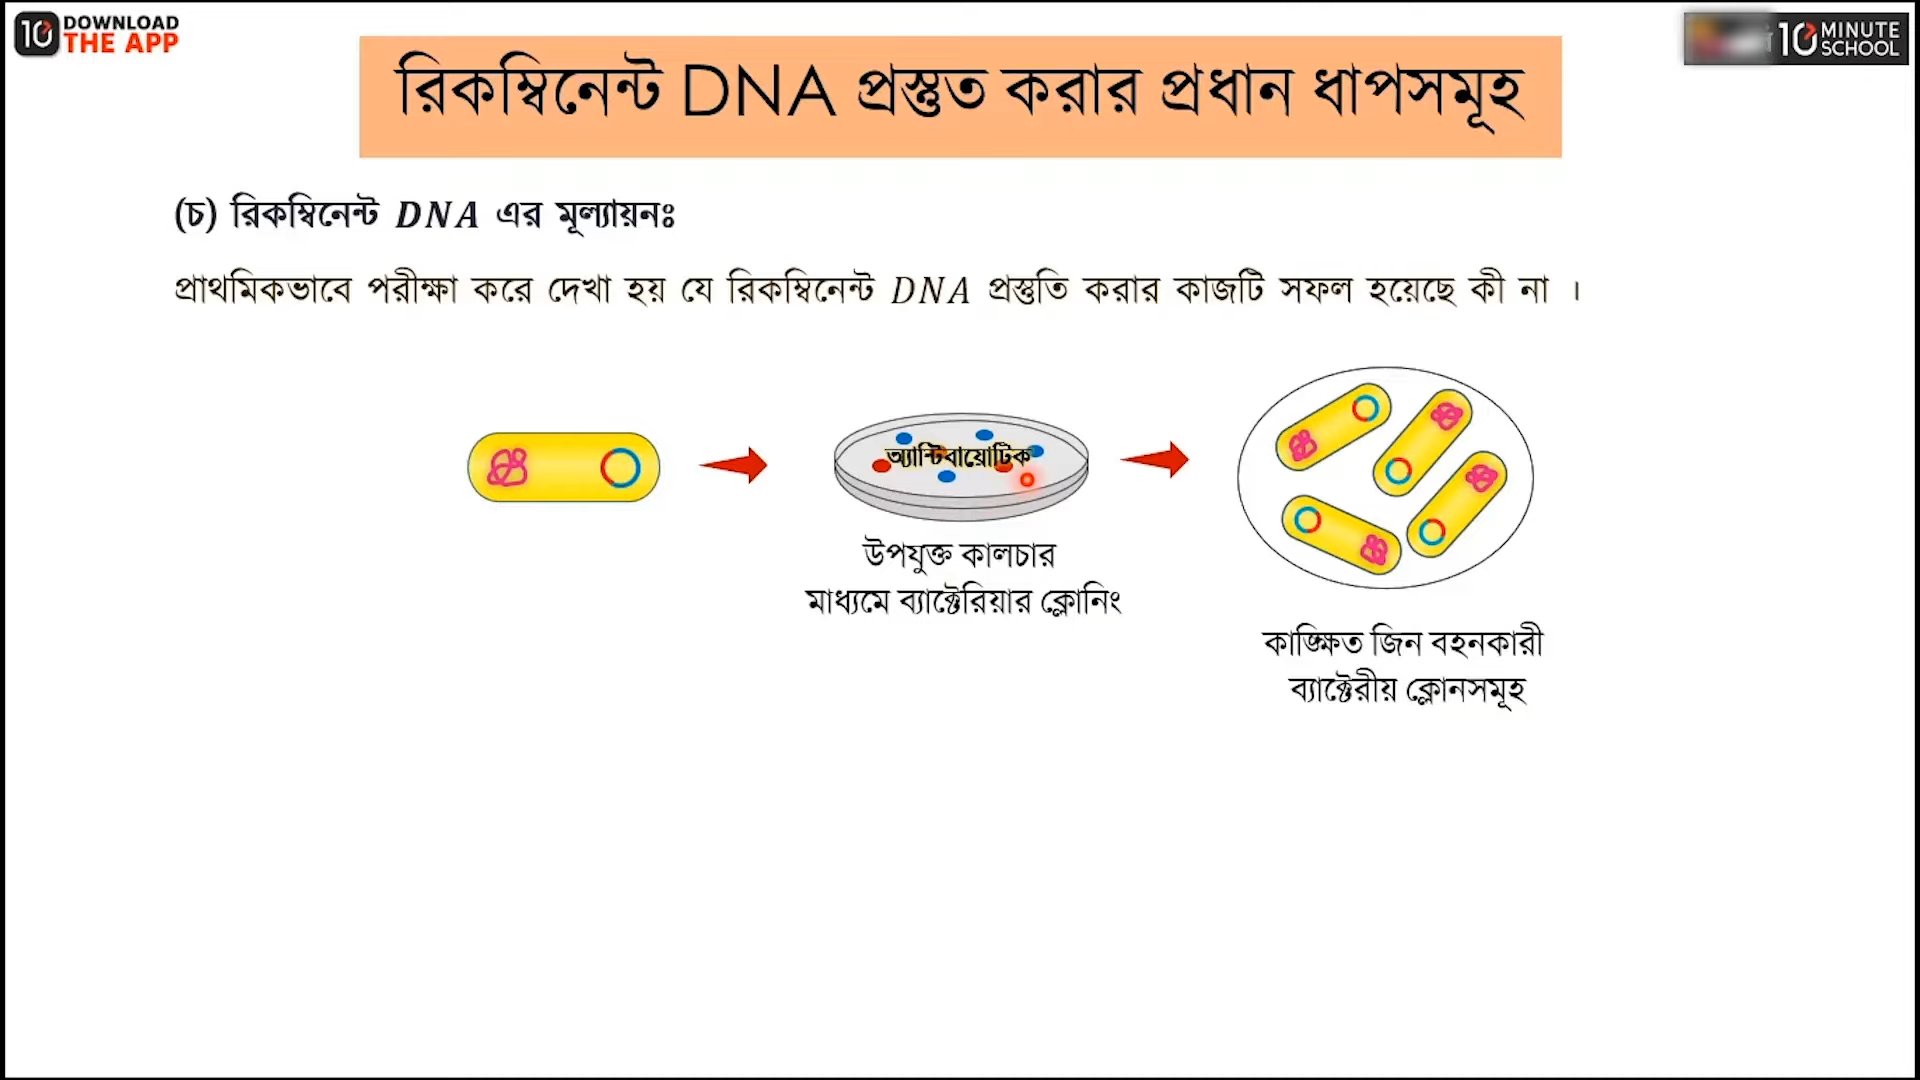 10 DOWNLOAD
THE APP
10 MINUTE
SCHOOL
রিকম্বিনেন্ট DNA প্রস্তুত করার প্রধান ধাপসমূহ
(চ) রিকম্বিনেন্ট DNA এর মূল্যায়নঃ
প্রাথমিকভাবে পরীক্ষা করে দেখা হয় যে রিকম্বিনেন্ট DNA প্রস্তুতি করার কাজটি সফল হয়েছে কী না ।
অ্যান্টিবায়োটিক
উপযুক্ত কালচার
মাধ্যমে ব্যাক্টেরিয়ার ক্লোনিং
কাঙ্ক্ষিত জিন বহনকারী
ব্যাক্টেরীয় ক্লোনসমূহ